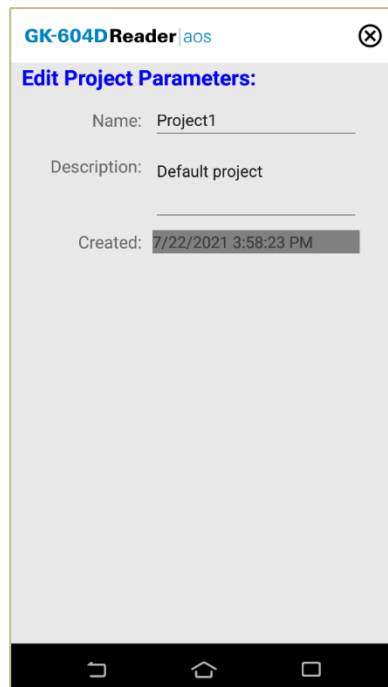 GK-604DReader|aos
Edit Project Parameters:
Name: Project1
Description: Default project
Created: 7/22/2021 3:58:23 PM